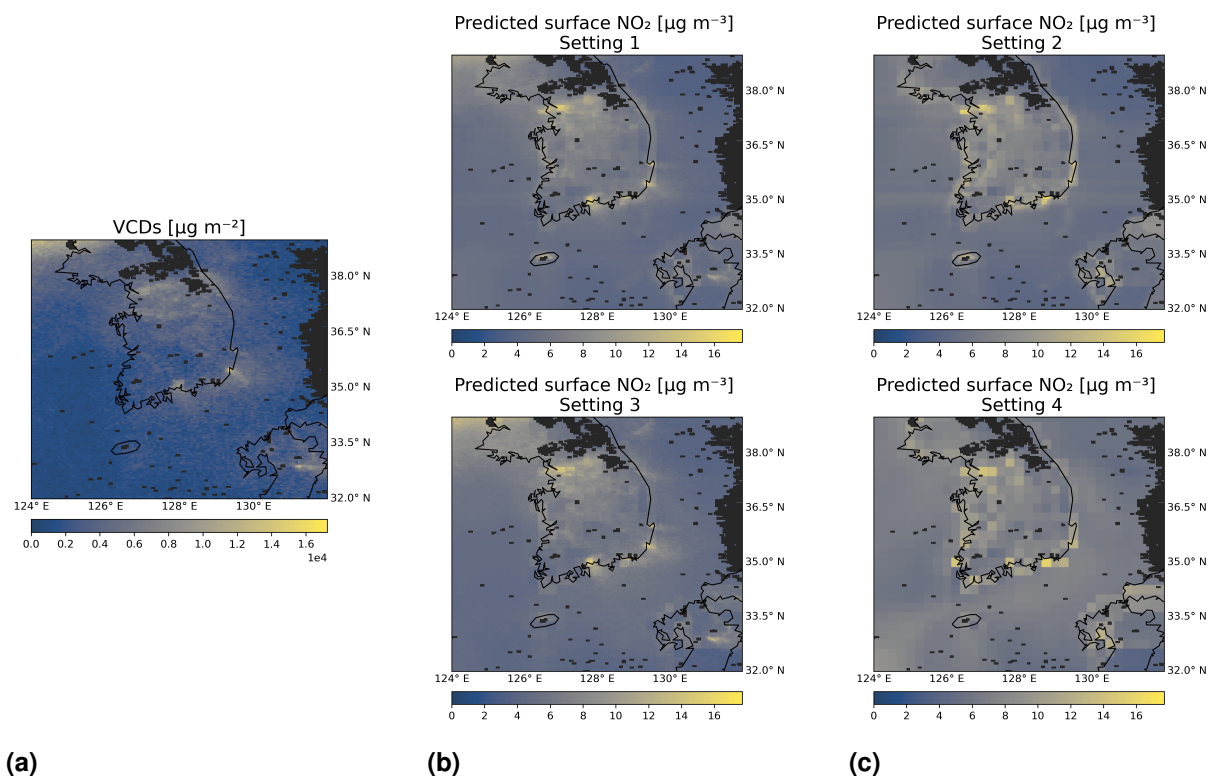 VCDs [µg m⁻²]
38.0° N
36.5° N
35.0° N
33.5° N
32.0° N
124° E 126° E 128° E 130° E
0.0 0.2 0.4 0.6 0.8 1.0 1.2 1.4 1.6
1e4
(a)
Predicted surface NO₂ [µg m⁻³]
Setting 1
38.0° N
36.5° N
35.0° N
33.5° N
32.0° N
124° E 126° E 128° E 130° E
0 2 4 6 8 10 12 14 16
Predicted surface NO₂ [µg m⁻³]
Setting 3
38.0° N
36.5° N
35.0° N
33.5° N
32.0° N
124° E 126° E 128° E 130° E
0 2 4 6 8 10 12 14 16
(b)
Predicted surface NO₂ [µg m⁻³]
Setting 2
38.0° N
36.5° N
35.0° N
33.5° N
32.0° N
124° E 126° E 128° E 130° E
0 2 4 6 8 10 12 14 16
Predicted surface NO₂ [µg m⁻³]
Setting 4
38.0° N
36.5° N
35.0° N
33.5° N
32.0° N
124° E 126° E 128° E 130° E
0 2 4 6 8 10 12 14 16
(c)